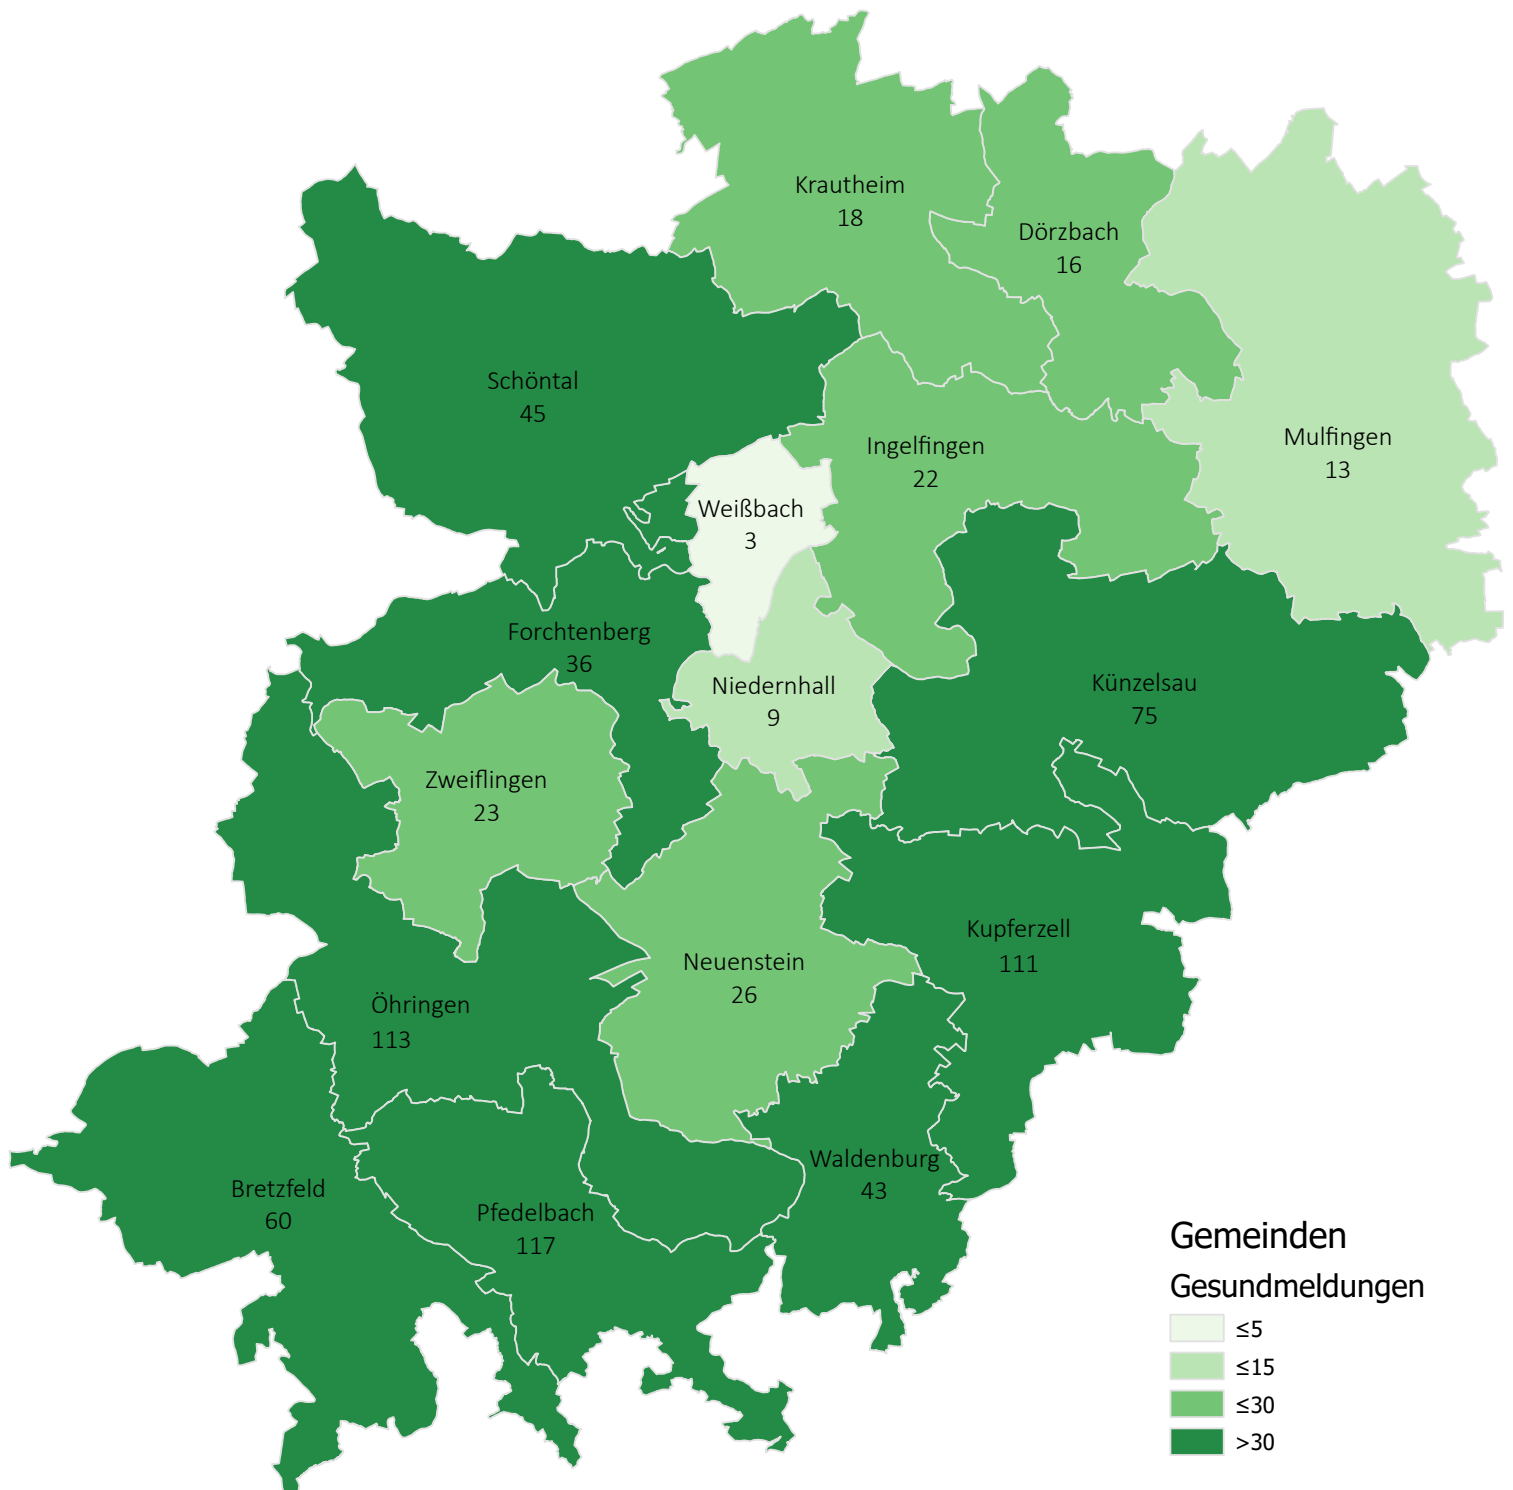 Krautheim
18
Dörzbach
16
Schöntal
45
Ingelfingen
22
Mulfingen
13
Weißbach
3
Forchtenberg
36
Niedernhall
9
Künzelsau
75
Zweiflingen
23
Kupferzell
111
Neuenstein
26
Öhringen
113
Waldenburg
43
Bretzfeld
60
Pfedelbach
117
Gemeinden
Gesundmeldungen
≤5
≤15
≤30
>30